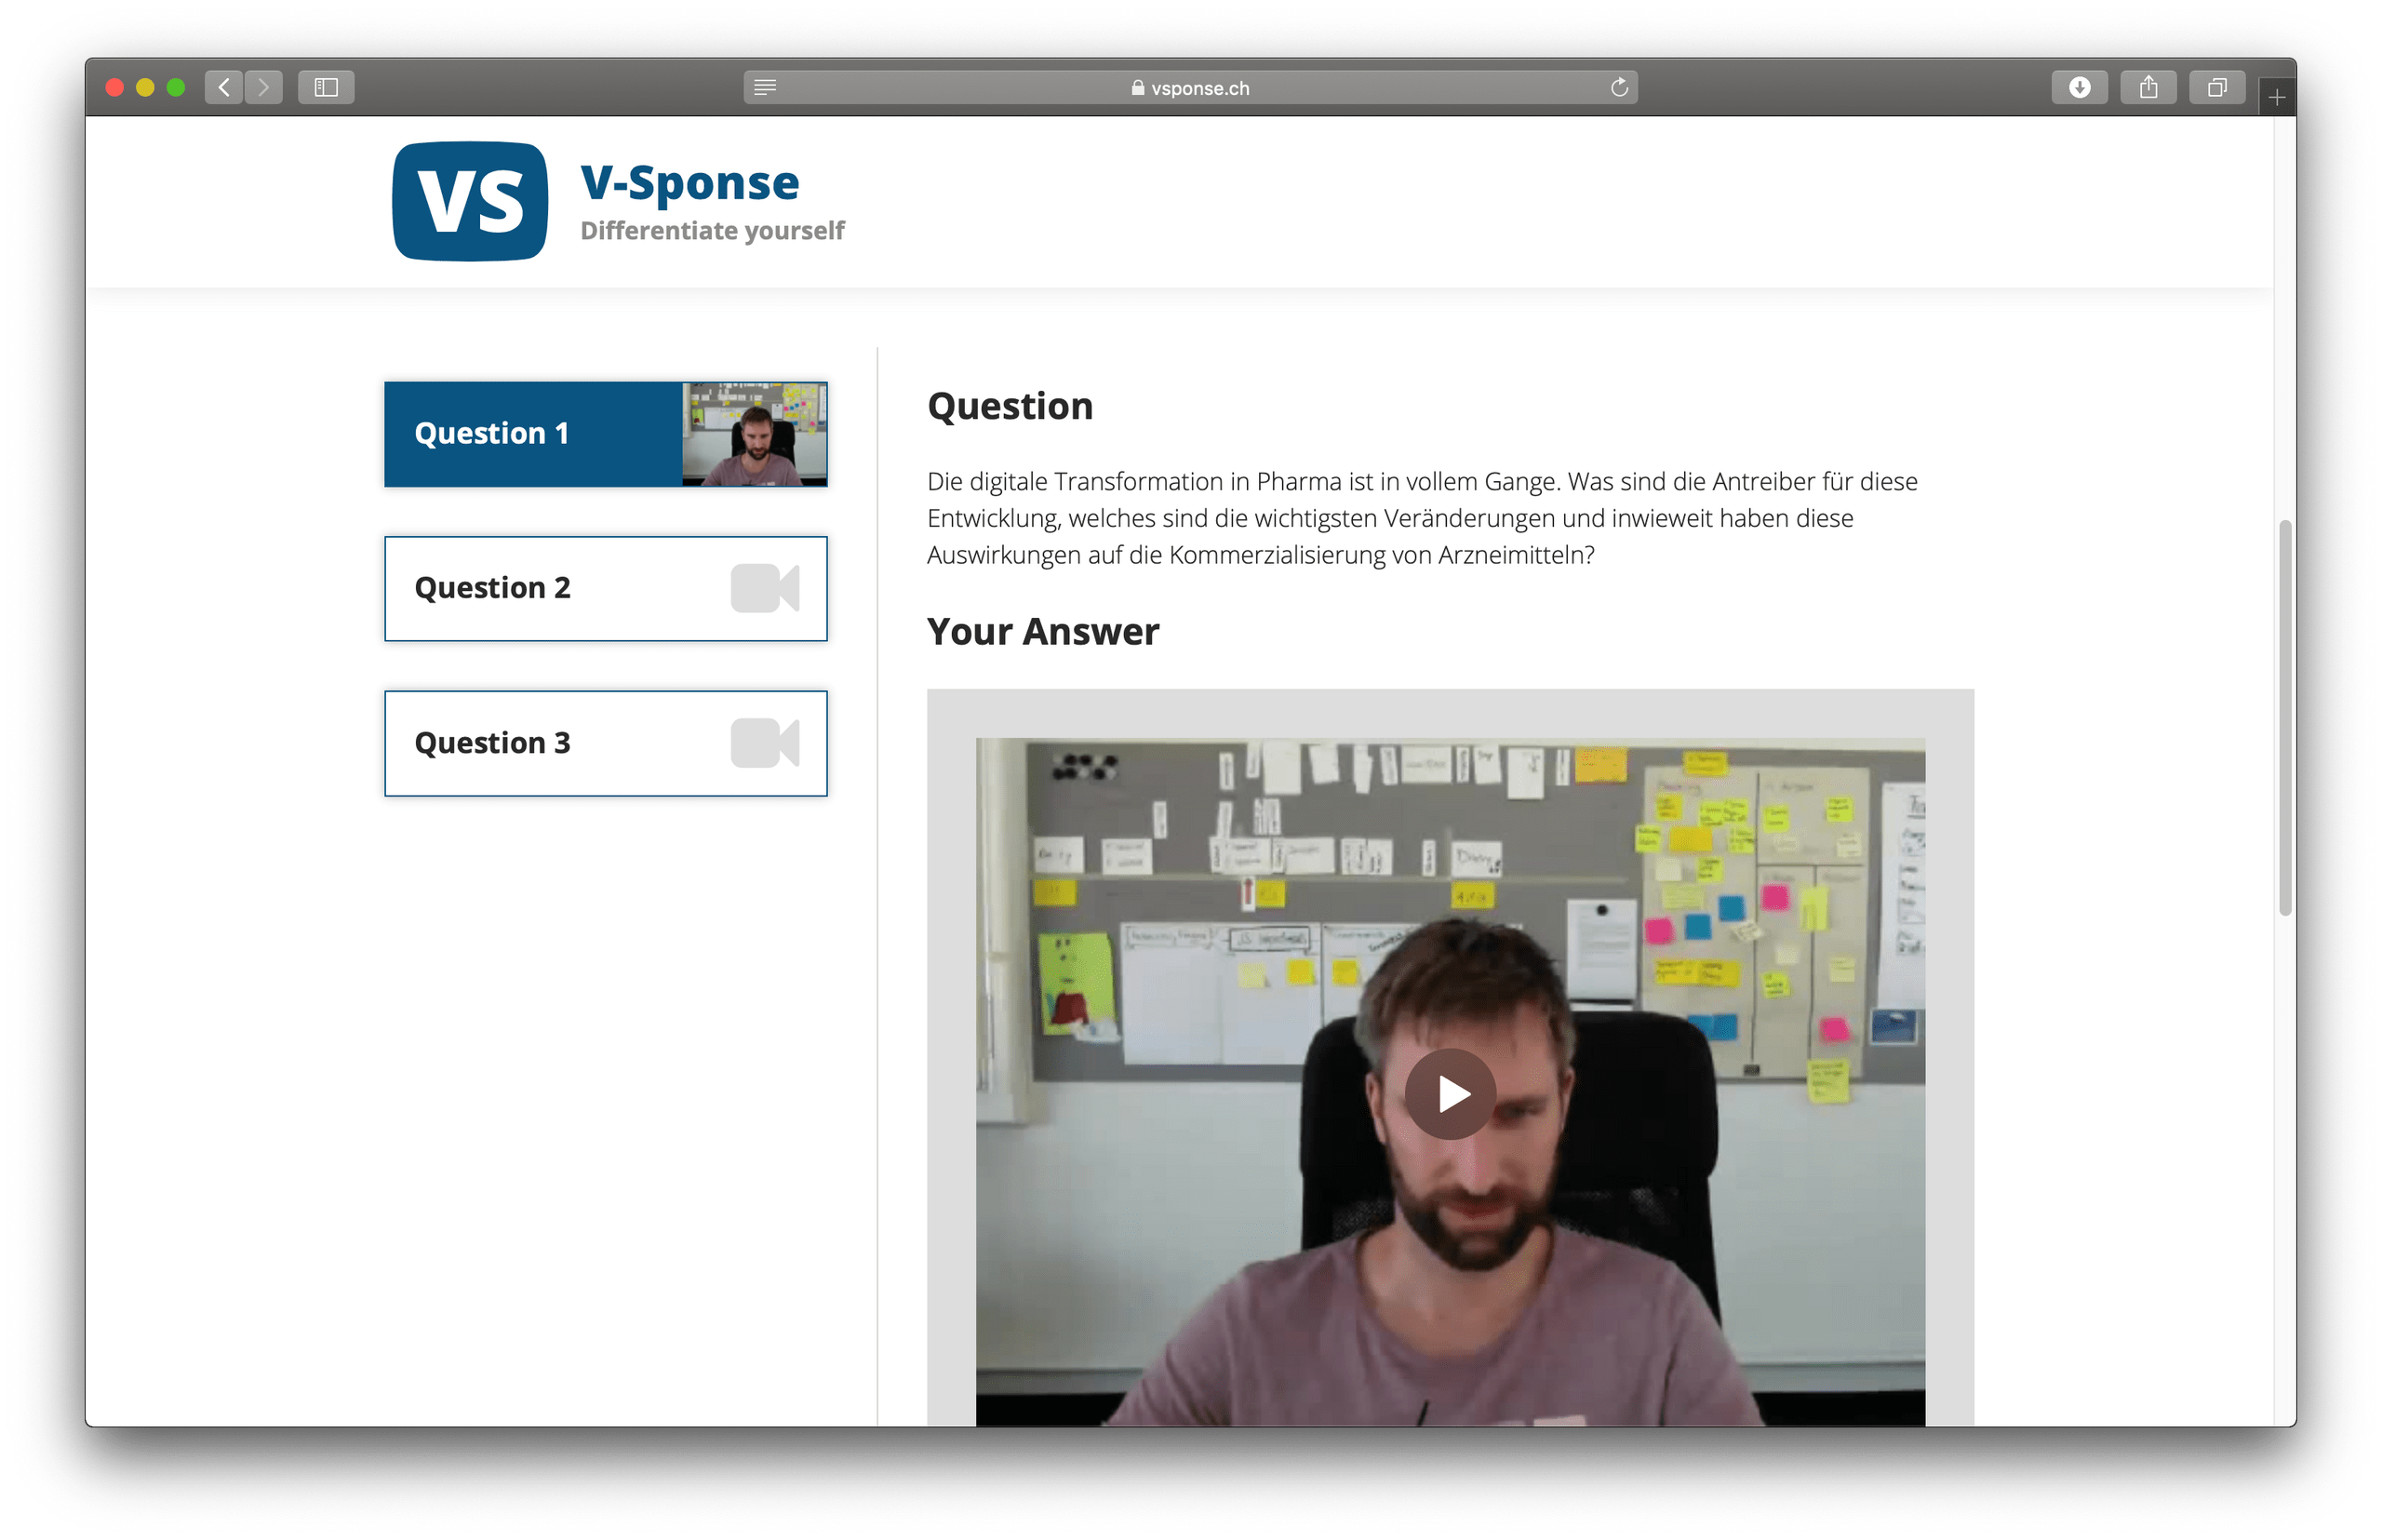 vsponse.ch
VS
V-Sponse
Differentiate yourself
Question 1
Question 2
Question 3
Question
Die digitale Transformation in Pharma ist in vollem Gange. Was sind die Antreiber für diese
Entwicklung, welches sind die wichtigsten Veränderungen und inwieweit haben diese
Auswirkungen auf die Kommerzialisierung von Arzneimitteln?
Your Answer